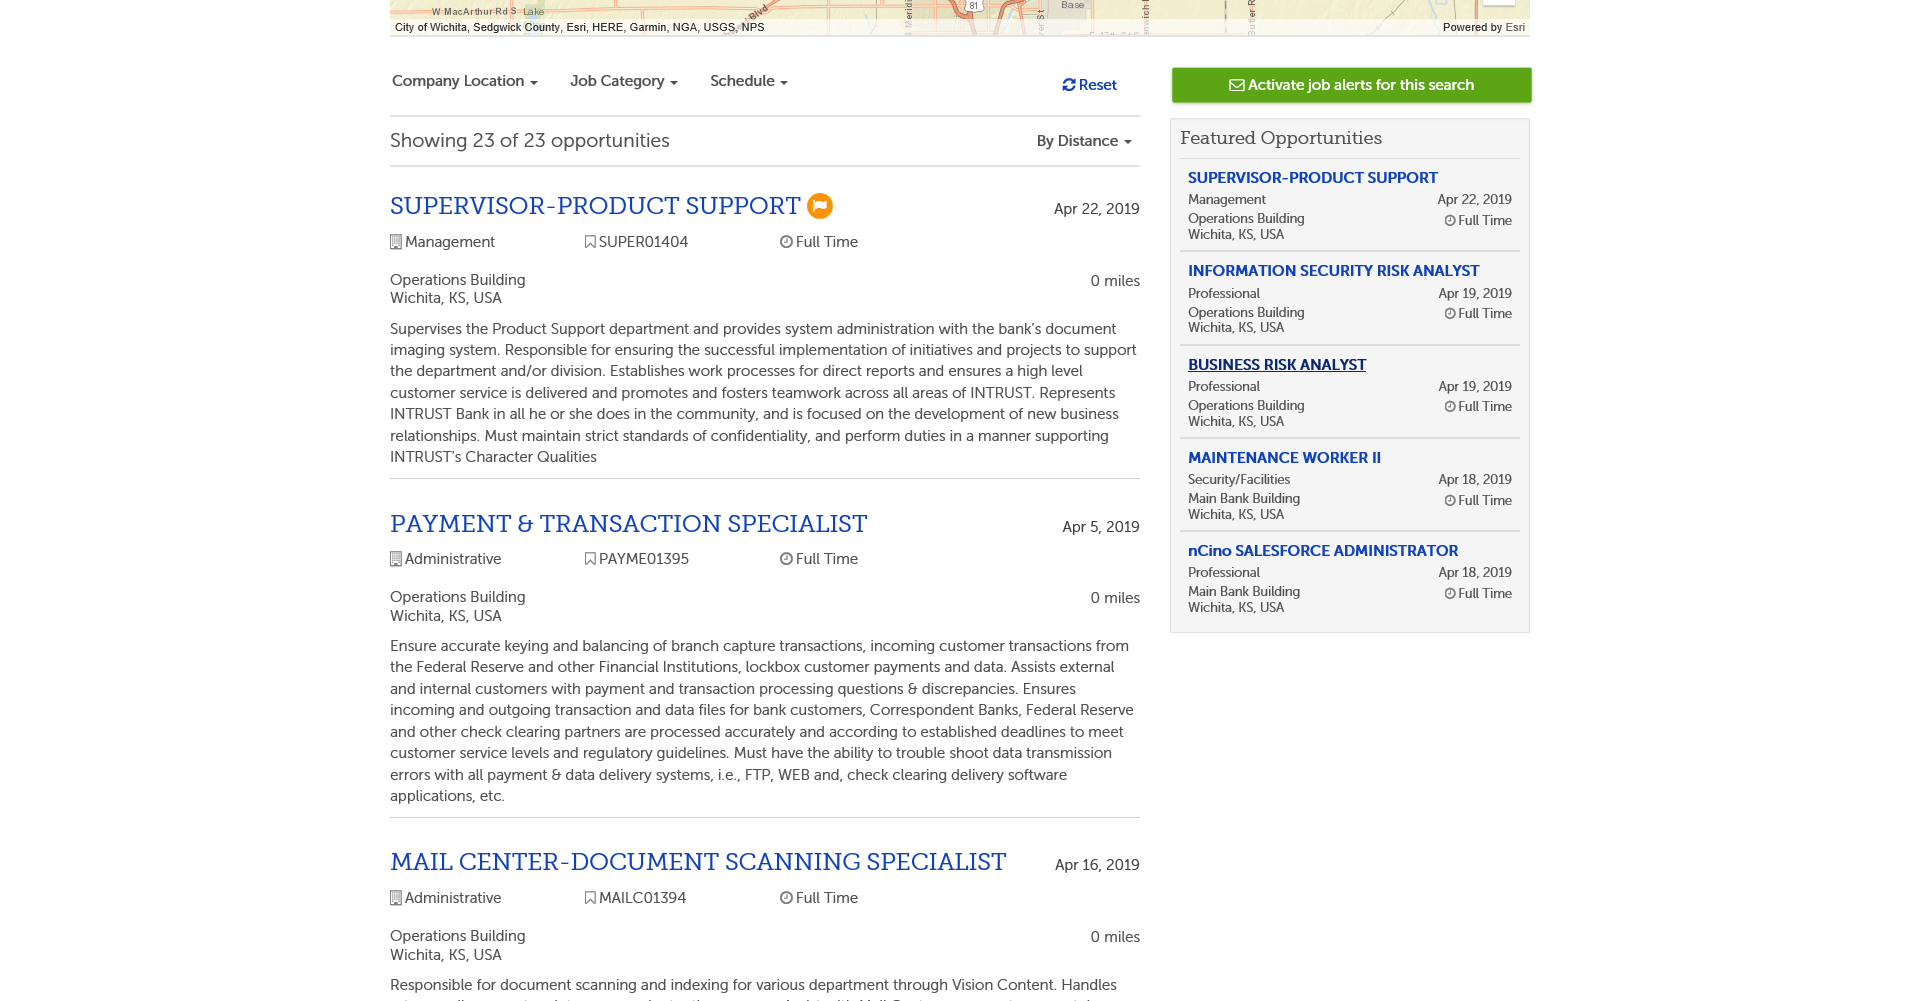 W MacArthur Rd S
Lake
81
Base
City of Wichita, Sedgwick County, Esri, HERE, Garmin, NGA, USGS, NPS
Powered by Esri
Company Location
Job Category
Schedule
Reset
Activate job alerts for this search
Showing 23 of 23 opportunities
By Distance
SUPERVISOR-PRODUCT SUPPORT
Apr 22, 2019
Management
SUPER01404
Full Time
Operations Building
0 miles
Wichita, KS, USA
Supervises the Product Support department and provides system administration with the bank’s document
imaging system. Responsible for ensuring the successful implementation of initiatives and projects to support
the department and/or division. Establishes work processes for direct reports and ensures a high level
customer service is delivered and promotes and fosters teamwork across all areas of INTRUST. Represents
INTRUST Bank in all he or she does in the community, and is focused on the development of new business
relationships. Must maintain strict standards of confidentiality, and perform duties in a manner supporting
INTRUST’s Character Qualities
PAYMENT & TRANSACTION SPECIALIST
Apr 5, 2019
Administrative
PAYME01395
Full Time
Operations Building
0 miles
Wichita, KS, USA
Ensure accurate keying and balancing of branch capture transactions, incoming customer transactions from
the Federal Reserve and other Financial Institutions, lockbox customer payments and data. Assists external
and internal customers with payment and transaction processing questions & discrepancies. Ensures
incoming and outgoing transaction and data files for bank customers, Correspondent Banks, Federal Reserve
and other check clearing partners are processed accurately and according to established deadlines to meet
customer service levels and regulatory guidelines. Must have the ability to trouble shoot data transmission
errors with all payment & data delivery systems, i.e., FTP, WEB and, check clearing delivery software
applications, etc.
MAIL CENTER-DOCUMENT SCANNING SPECIALIST
Apr 16, 2019
Administrative
MAILC01394
Full Time
Operations Building
0 miles
Wichita, KS, USA
Responsible for document scanning and indexing for various department through Vision Content. Handles
Featured Opportunities
SUPERVISOR-PRODUCT SUPPORT
Management
Apr 22, 2019
Operations Building
Full Time
Wichita, KS, USA
INFORMATION SECURITY RISK ANALYST
Professional
Apr 19, 2019
Operations Building
Full Time
Wichita, KS, USA
BUSINESS RISK ANALYST
Professional
Apr 19, 2019
Operations Building
Full Time
Wichita, KS, USA
MAINTENANCE WORKER II
Security/Facilities
Apr 18, 2019
Main Bank Building
Full Time
Wichita, KS, USA
nCino SALESFORCE ADMINISTRATOR
Professional
Apr 18, 2019
Main Bank Building
Full Time
Wichita, KS, USA